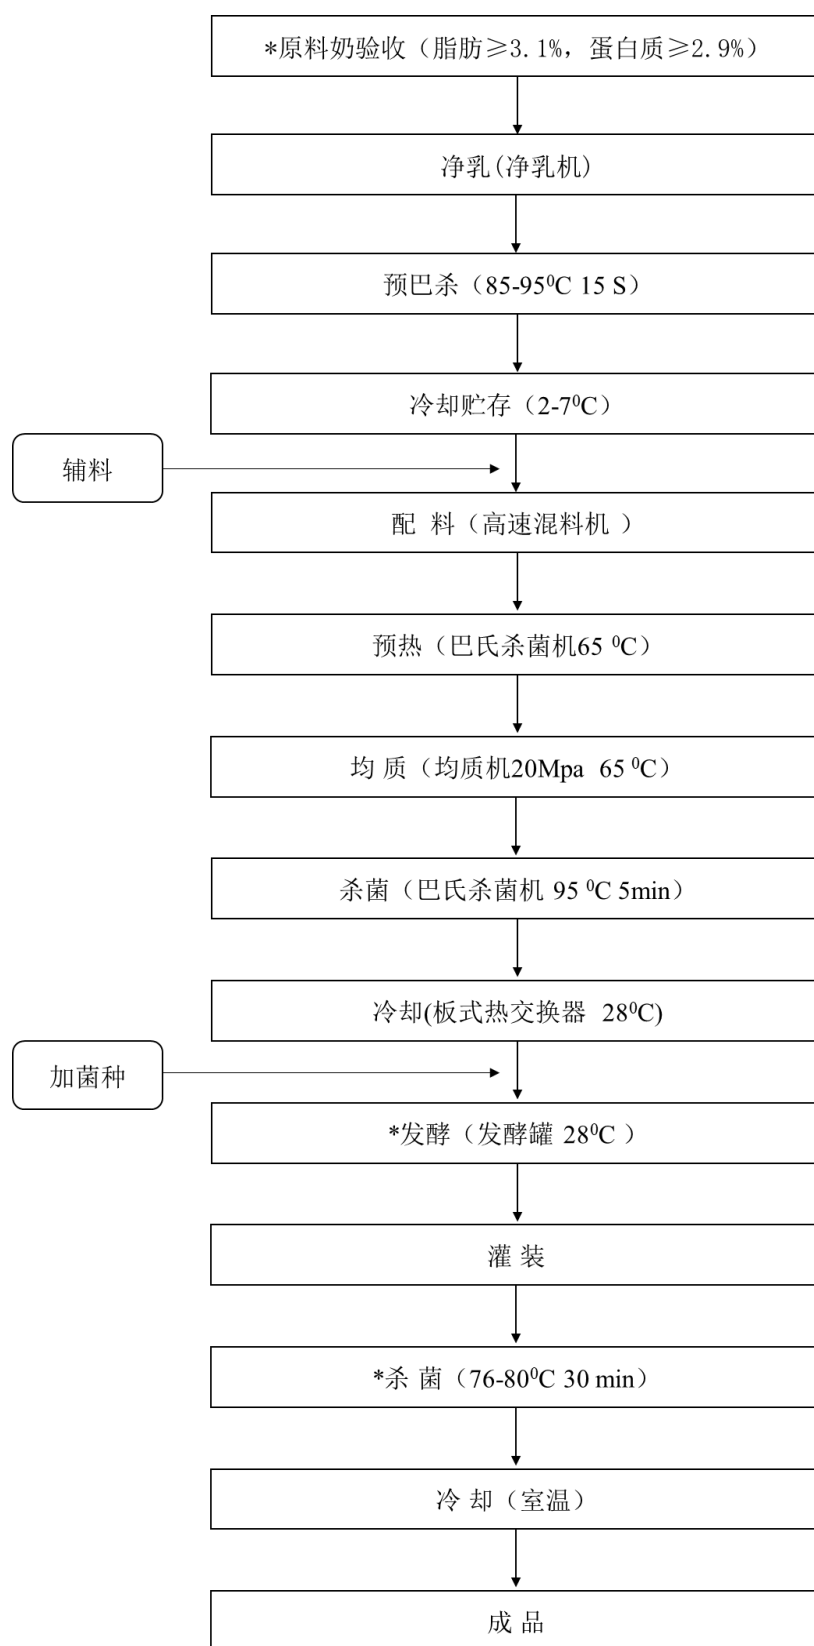 *原料奶验收（脂肪≥3.1%，蛋白质≥2.9%）
净乳(净乳机)
预巴杀（85-95⁰C 15 S）
冷却贮存（2-7⁰C）
辅料
配 料（高速混料机 ）
预热（巴氏杀菌机65 ⁰C）
均 质（均质机20Mpa 65 ⁰C）
杀菌（巴氏杀菌机 95 ⁰C 5min）
冷却(板式热交换器 28⁰C)
加菌种
*发酵（发酵罐 28⁰C ）
灌 装
*杀 菌（76-80⁰C 30 min）
冷 却（室温）
成 品